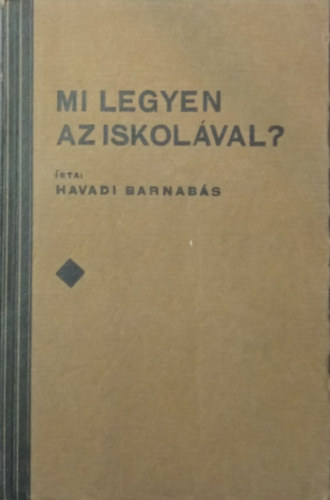 MI LEGYEN
AZ ISKOLÁVAL?
ÍRTA:
HAVADI BARNABÁS